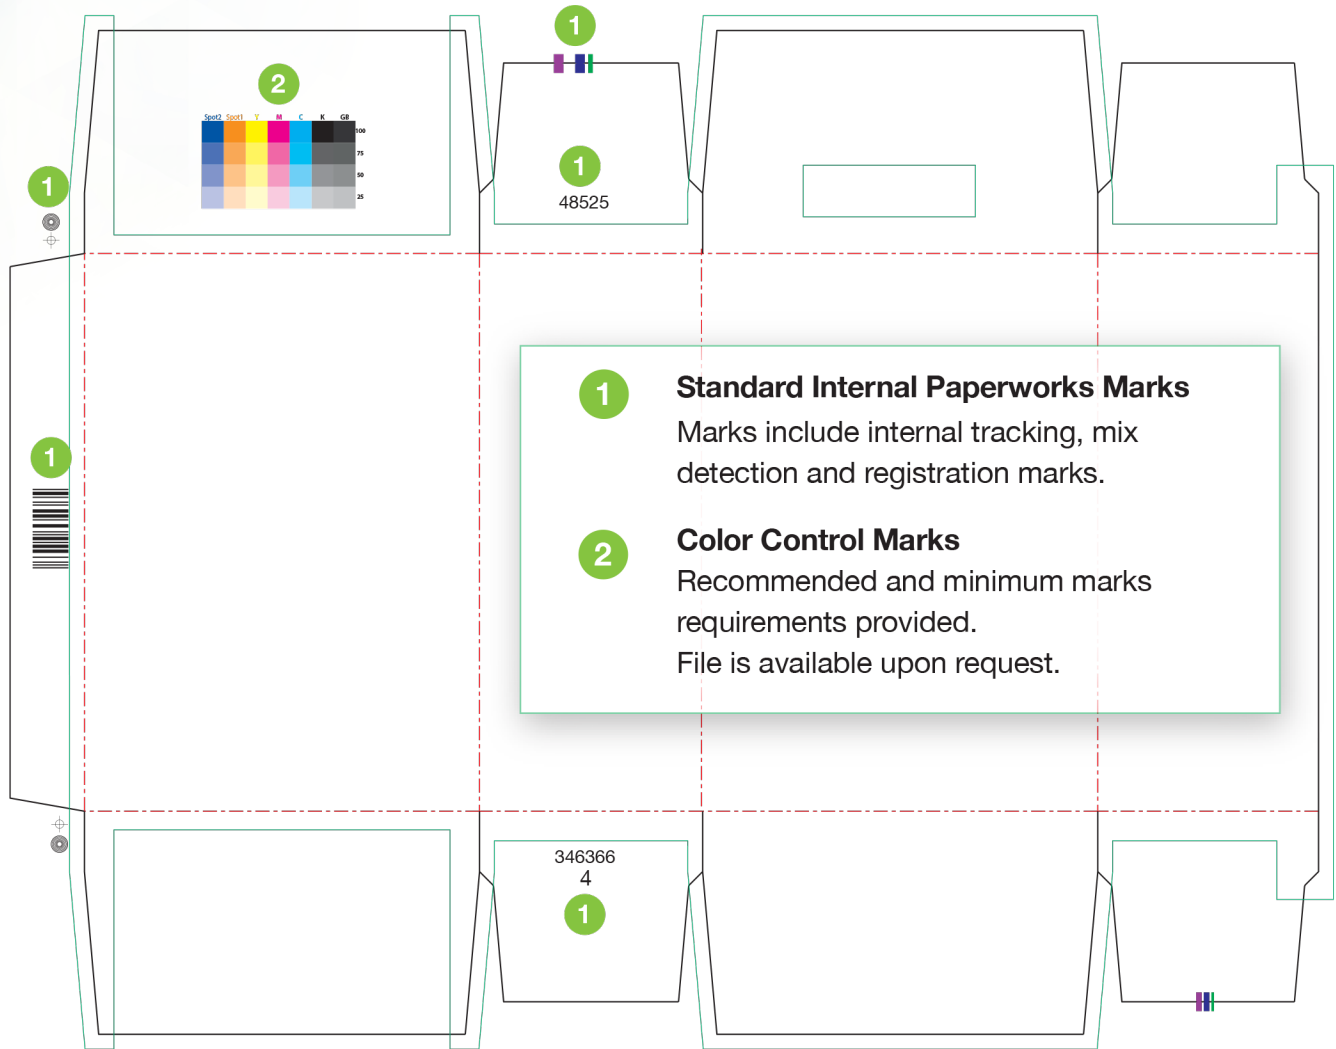 1
2
Spot2 Spot1 Y M C K GB
100
75
50
25
1
1
48525
1
1 Standard Internal Paperworks Marks
Marks include internal tracking, mix
detection and registration marks.
2 Color Control Marks
Recommended and minimum marks
requirements provided.
File is available upon request.
346366
4
1